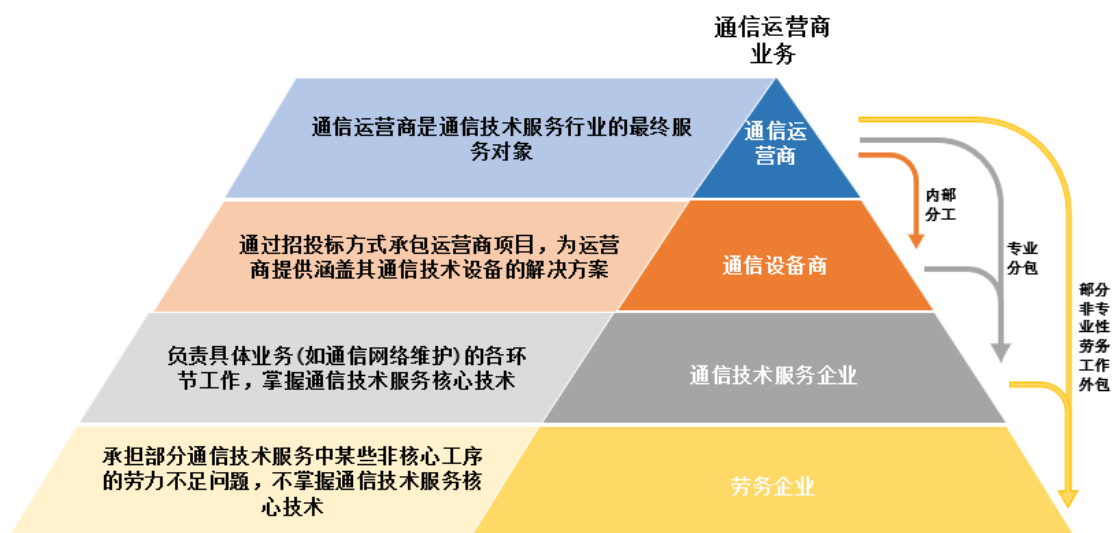 通信运营商
业务
通信运营商是通信技术服务行业的最终服
务对象
通信运
营商
内部
分工
通过招投标方式承包运营商项目，为运营
商提供涵盖其通信技术设备的解决方案
通信设备商
专业
分包
部分
非专
业性
劳务
工作
外包
负责具体业务(如通信网络维护)的各环
节工作，掌握通信技术服务核心技术
通信技术服务企业
承担部分通信技术服务中某些非核心工序
的劳力不足问题，不掌握通信技术服务核
心技术
劳务企业